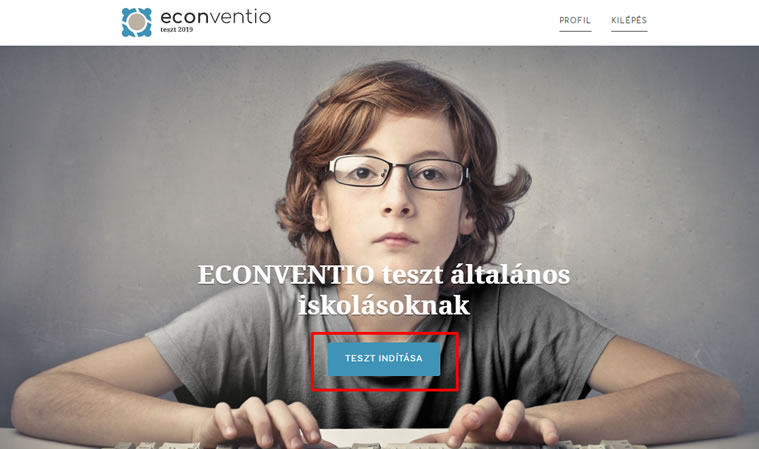 econventio
teszt 2019
PROFIL
KILÉPÉS
ECONVENTIO teszt általános
iskolásoknak
TESZT INDÍTÁSA